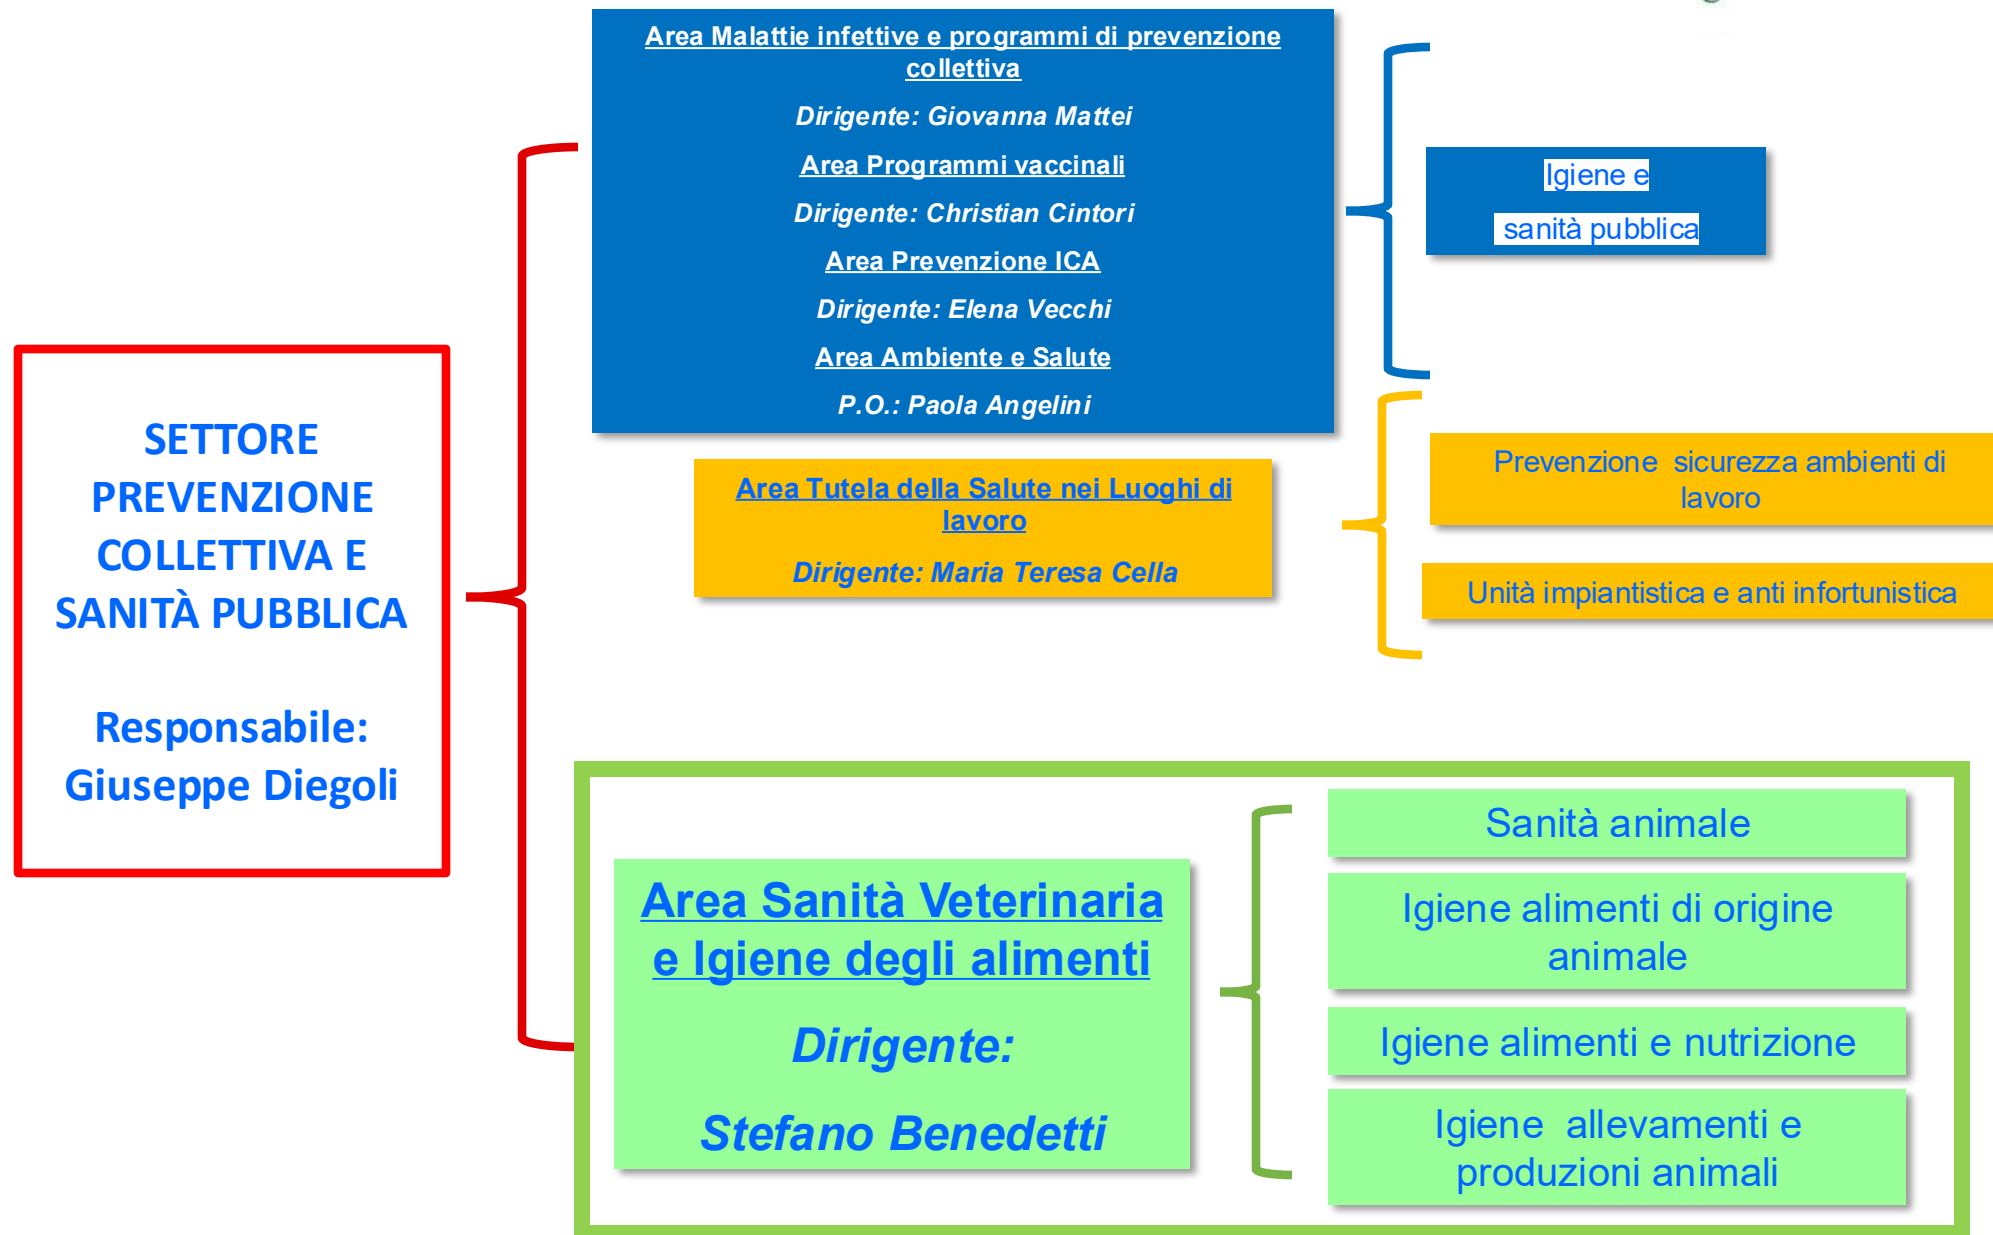 SETTORE
PREVENZIONE
COLLETTIVA E
SANITÀ PUBBLICA
Responsabile:
Giuseppe Diegoli
Area Malattie infettive e programmi di prevenzione
collettiva
Dirigente: Giovanna Mattei
Area Programmi vaccinali
Dirigente: Christian Cintori
Area Prevenzione ICA
Dirigente: Elena Vecchi
Area Ambiente e Salute
P.O.: Paola Angelini
Igiene e
sanità pubblica
Area Tutela della Salute nei Luoghi di
lavoro
Dirigente: Maria Teresa Cella
Prevenzione sicurezza ambienti di
lavoro
Unità impiantistica e anti infortunistica
Area Sanità Veterinaria
e Igiene degli alimenti
Dirigente:
Stefano Benedetti
Sanità animale
Igiene alimenti di origine
animale
Igiene alimenti e nutrizione
Igiene allevamenti e
produzioni animali